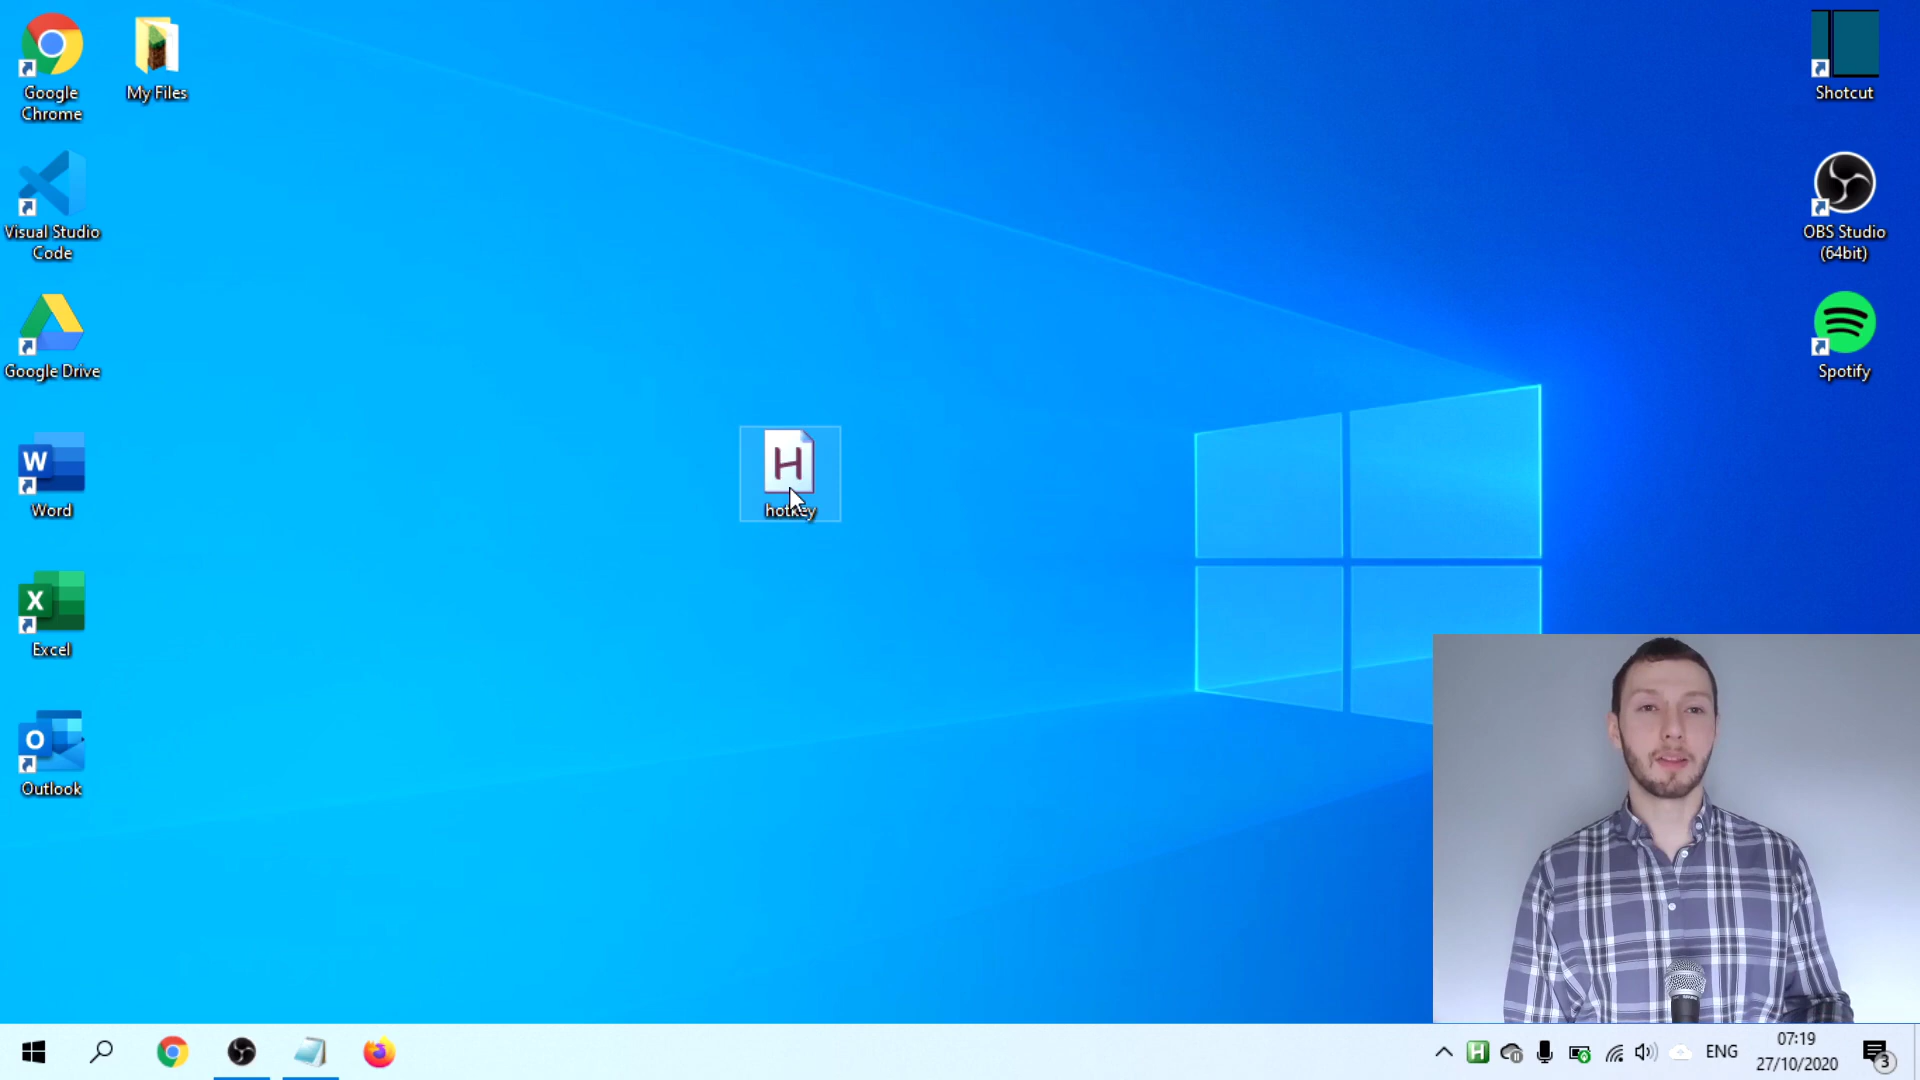 Google
Chrome
My Files
Shotcut
Visual Studio
Code
OBS Studio
(64bit)
Google Drive
Spotify
W
Word
H
hotkey
X
Excel
O
Outlook
H
ENG
07:19
27/10/2020
3